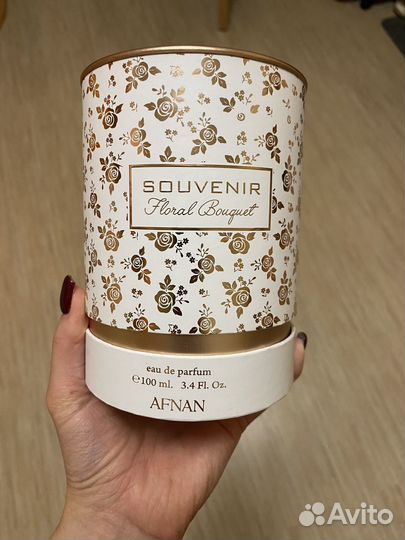 SOUVENIR
Floral Bouquet
eau de parfum
℮100 ml. 3.4 Fl. Oz.
AFNAN
Avito